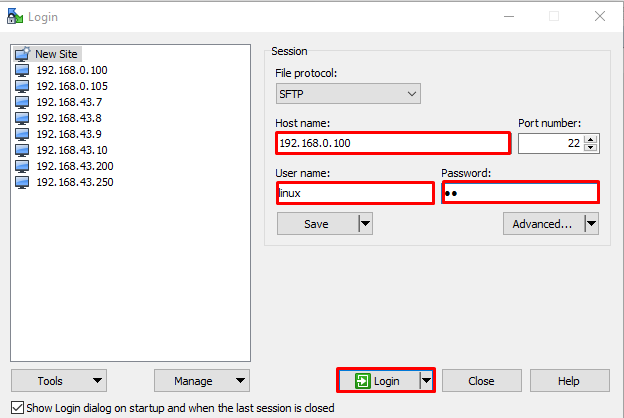 Login
New Site
192.168.0.100
192.168.0.105
192.168.43.7
192.168.43.8
192.168.43.9
192.168.43.10
192.168.43.200
192.168.43.250
Session
File protocol:
SFTP
Host name:
Port number:
192.168.0.100
22
User name:
Password:
linux
●●
Save
Advanced...
Tools
Manage
Login
Close
Help
Show Login dialog on startup and when the last session is closed